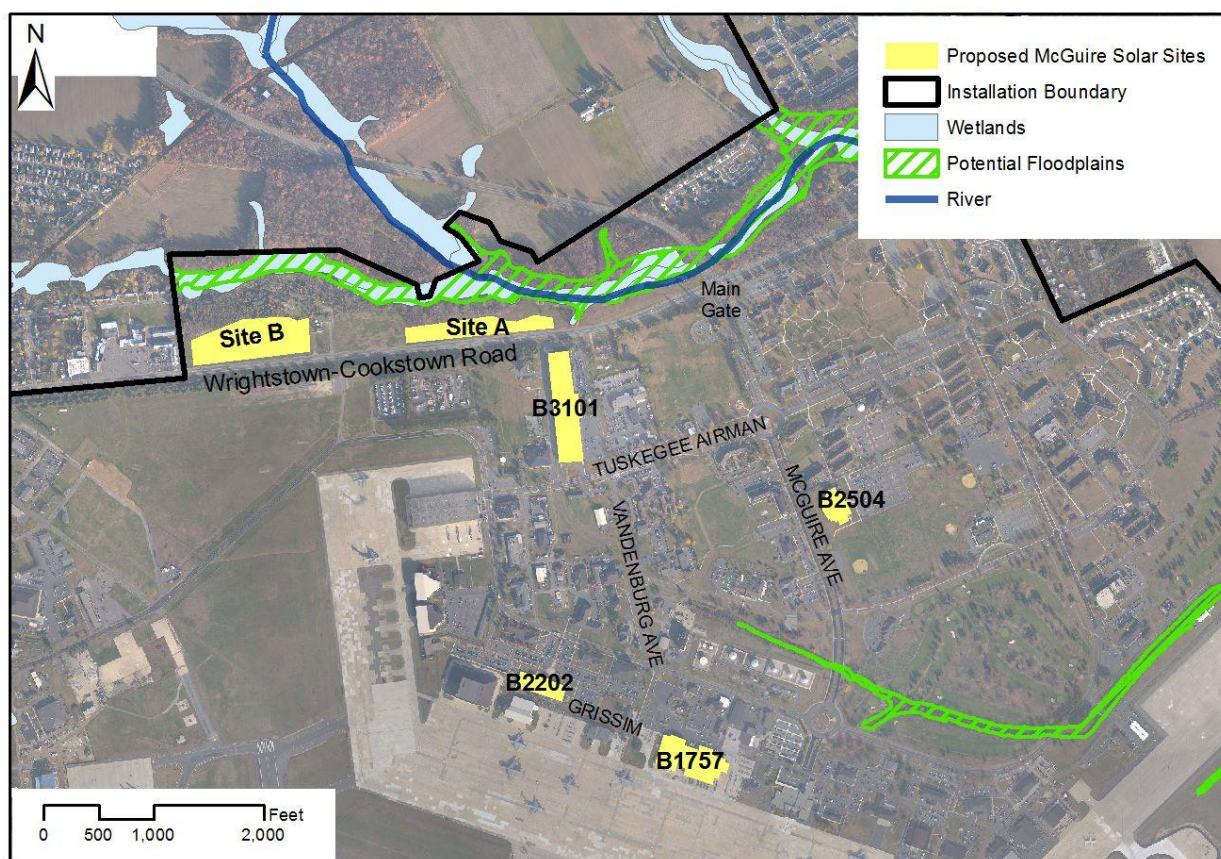 N
Proposed McGuire Solar Sites
Installation Boundary
Wetlands
Potential Floodplains
River
Main
Gate
Site B
Site A
Wrightstown-Cookstown Road
B3101
TUSKEGEE AIRMAN
B2504
MCGUIRE AVE
VANDENBURG AVE
B2202
GRISSIM
B1757
Feet
0 500 1,000 2,000